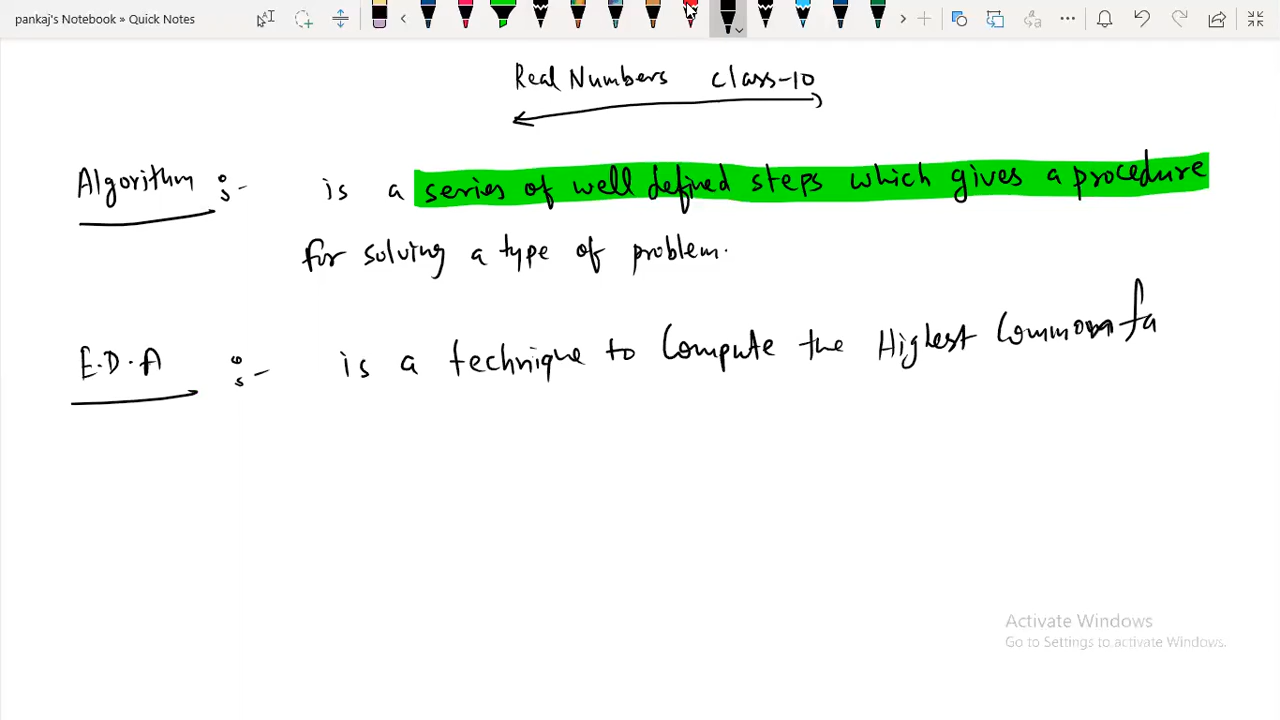 pankaj's Notebook » Quick Notes
Real Numbers class-10
Algorithm :- is a series of well defined steps which gives a procedure
for solving a type of problem.
E.D.A :- is a technique to compute the Highest Common fa
Activate Windows
Go to Settings to activate Windows.